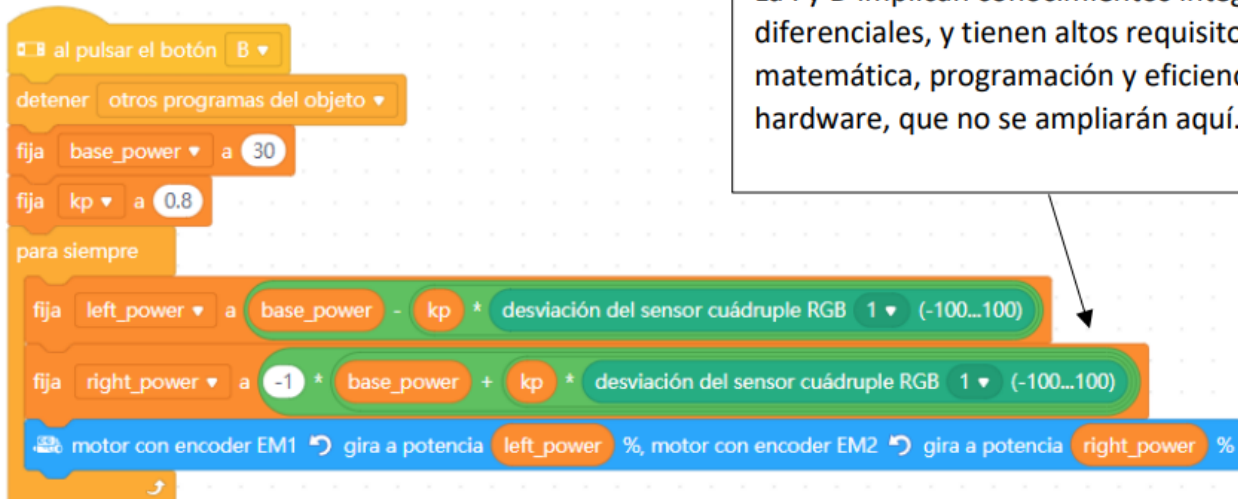 al pulsar el botón B
detener otros programas del objeto
fija base_power a 30
fija kp a 0.8
para siempre
fija left_power a base_power - kp * desviación del sensor cuádruple RGB 1 (-100...100)
fija right_power a -1 * base_power + kp * desviación del sensor cuádruple RGB 1 (-100...100)
motor con encoder EM1 gira a potencia left_power %, motor con encoder EM2 gira a potencia right_power %
diferenciales, y tienen altos
matemática, programación y
hardware, que no se ampliarán aquí.